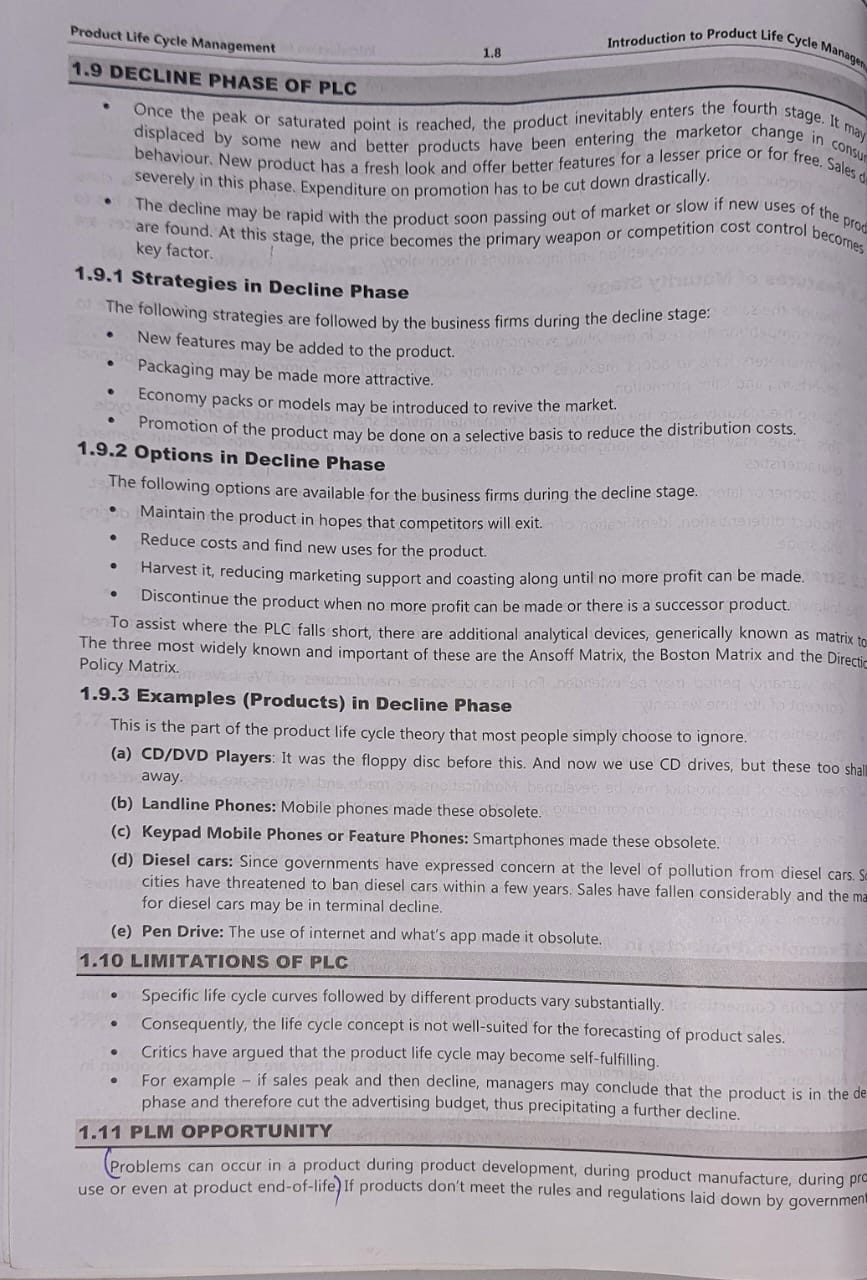 Product Life Cycle Management
1.8
Introduction to Product Life Cycle
1.9 DECLINE PHASE OF PLC
• Once the peak or saturated point is reached, the product inevitably enters the fourth stage. It may
displaced by some new and better products have been entering the marketor change in
behaviour. New product has a fresh look and offer better features for a lesser price or for free. Sales
severely in this phase. Expenditure on promotion has to be cut down drastically.
• The decline may be rapid with the product soon passing out of market or slow if new uses of the
are found. At this stage, the price becomes the primary weapon or competition cost control becomes
key factor.
1.9.1 Strategies in Decline Phase
The following strategies are followed by the business firms during the decline stage:
• New features may be added to the product.
• Packaging may be made more attractive.
• Economy packs or models may be introduced to revive the market.
• Promotion of the product may be done on a selective basis to reduce the distribution costs.
1.9.2 Options in Decline Phase
The following options are available for the business firms during the decline stage.
• Maintain the product in hopes that competitors will exit.
• Reduce costs and find new uses for the product.
• Harvest it, reducing marketing support and coasting along until no more profit can be made.
• Discontinue the product when no more profit can be made or there is a successor product.
To assist where the PLC falls short, there are additional analytical devices, generically known as matrix
The three most widely known and important of these are the Ansoff Matrix, the Boston Matrix and the
Policy Matrix.
1.9.3 Examples (Products) in Decline Phase
This is the part of the product life cycle theory that most people simply choose to ignore.
(a) CD/DVD Players: It was the floppy disc before this. And now we use CD drives, but these too shall
away.
(b) Landline Phones: Mobile phones made these obsolete.
(c) Keypad Mobile Phones or Feature Phones: Smartphones made these obsolete.
(d) Diesel cars: Since governments have expressed concern at the level of pollution from diesel cars.
cities have threatened to ban diesel cars within a few years. Sales have fallen considerably and the
for diesel cars may be in terminal decline.
(e) Pen Drive: The use of internet and what's app made it obsolute.
1.10 LIMITATIONS OF PLC
• Specific life cycle curves followed by different products vary substantially.
• Consequently, the life cycle concept is not well-suited for the forecasting of product sales.
• Critics have argued that the product life cycle may become self-fulfilling.
• For example – if sales peak and then decline, managers may conclude that the product is in the
phase and therefore cut the advertising budget, thus precipitating a further decline.
1.11 PLM OPPORTUNITY
(Problems can occur in a product during product development, during product manufacture, during
use or even at product end-of-life) If products don't meet the rules and regulations laid down by